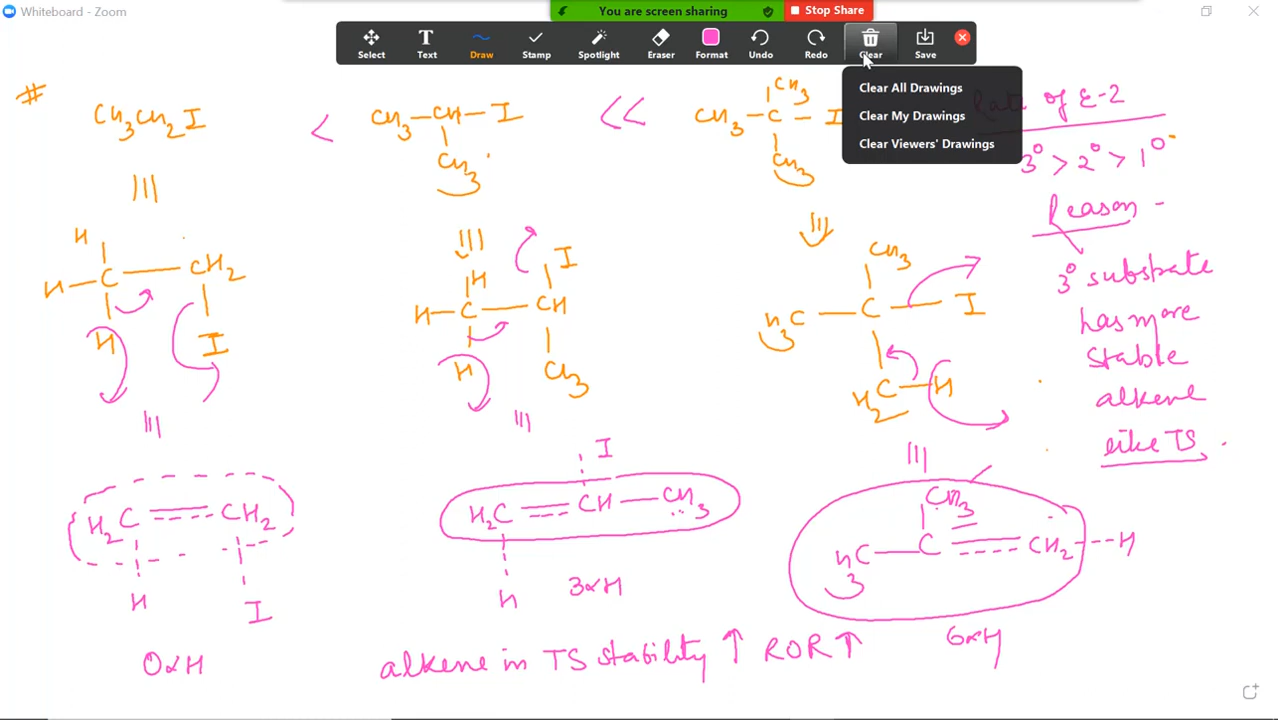 Whiteboard - Zoom
You are screen sharing
Stop Share
Select
Text
Draw
Stamp
Spotlight
Eraser
Format
Undo
Redo
Clear
Save
Clear All Drawings
Clear My Drawings
Clear Viewers' Drawings
# CH3CH2I < CH3-CH-I << CH3-C-I
CH3
CH3
CH3
Rate of E-2
3° > 2° > 1°
Reason -
3° substrate
has more
stable
alkene
like TS.
H
H-C-CH2
H I
H I
H-C-CH
H CH3
CH3
H3C-C-I
H2C-H
H2C=CH2
H I
0αH
I
H2C=CH-CH3
H
3αH
CH3
H3C-C=CH2--H
6αH
alkene in TS stability ↑ ROR ↑